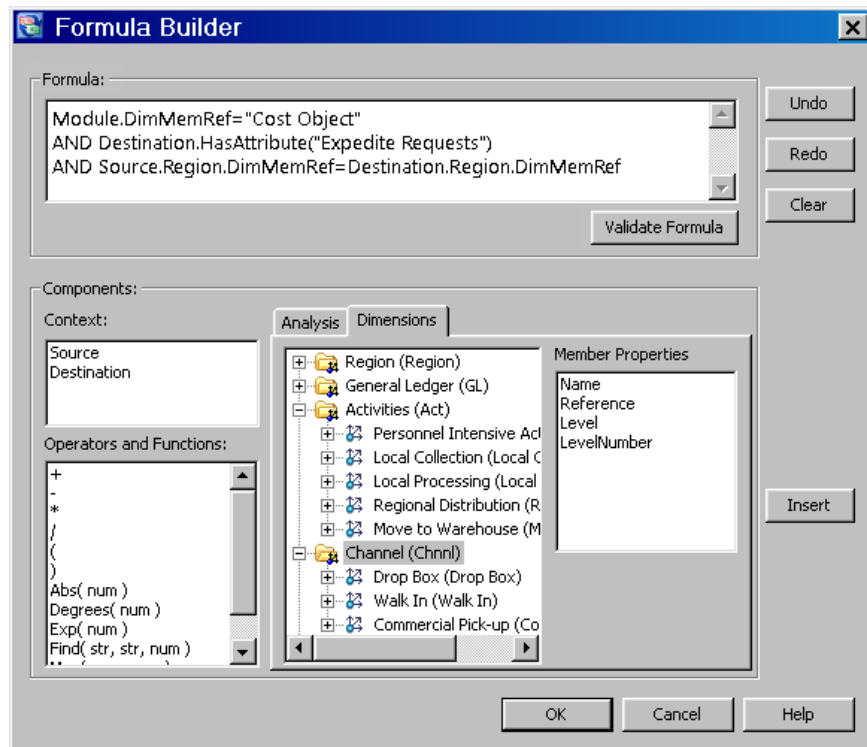 Formula Builder
Formula:
Module.DimMemRef="Cost Object"
AND Destination.HasAttribute("Expedite Requests")
AND Source.Region.DimMemRef=Destination.Region.DimMemRef
Undo
Redo
Clear
Validate Formula
Components:
Context:
Source
Destination
Operators and Functions:
+
-
*
/
(
)
Abs( num )
Degrees( num )
Exp( num )
Find( str, str, num )
Analysis
Dimensions
Region (Region)
General Ledger (GL)
Activities (Act)
Personnel Intensive Act
Local Collection (Local C
Local Processing (Local
Regional Distribution (R
Move to Warehouse (M
Channel (Chnnl)
Drop Box (Drop Box)
Walk In (Walk In)
Commercial Pick-up (Co
Member Properties
Name
Reference
Level
LevelNumber
Insert
OK
Cancel
Help